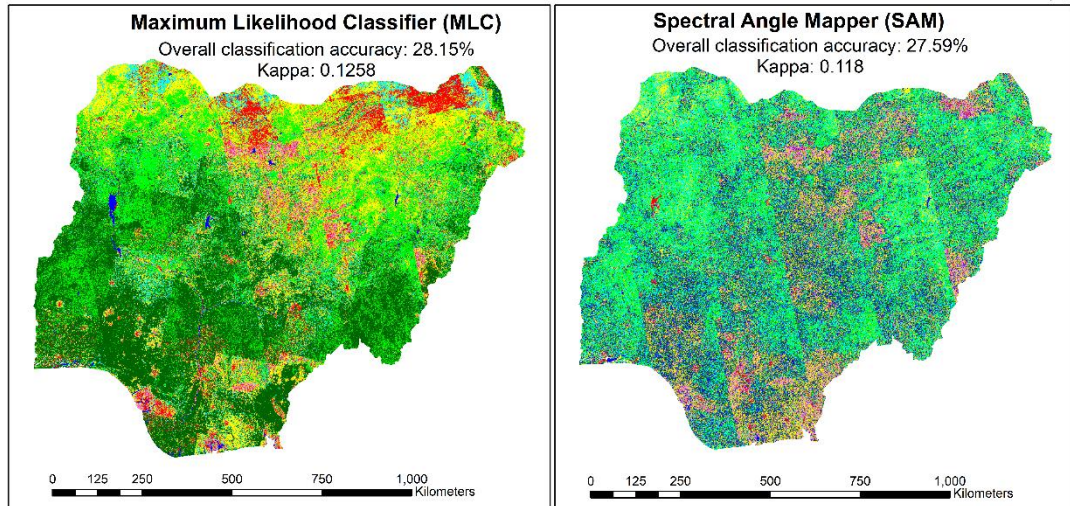 Maximum Likelihood Classifier (MLC)
Overall classification accuracy: 28.15%
Kappa: 0.1258
0 125 250 500 750 1,000
Kilometers
Spectral Angle Mapper (SAM)
Overall classification accuracy: 27.59%
Kappa: 0.118
0 125 250 500 750 1,000
Kilometers